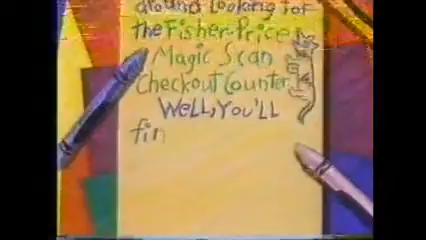 around looking for
the Fisher-Price
Magic Scan
Checkout Counter.
Well, You'll
fin